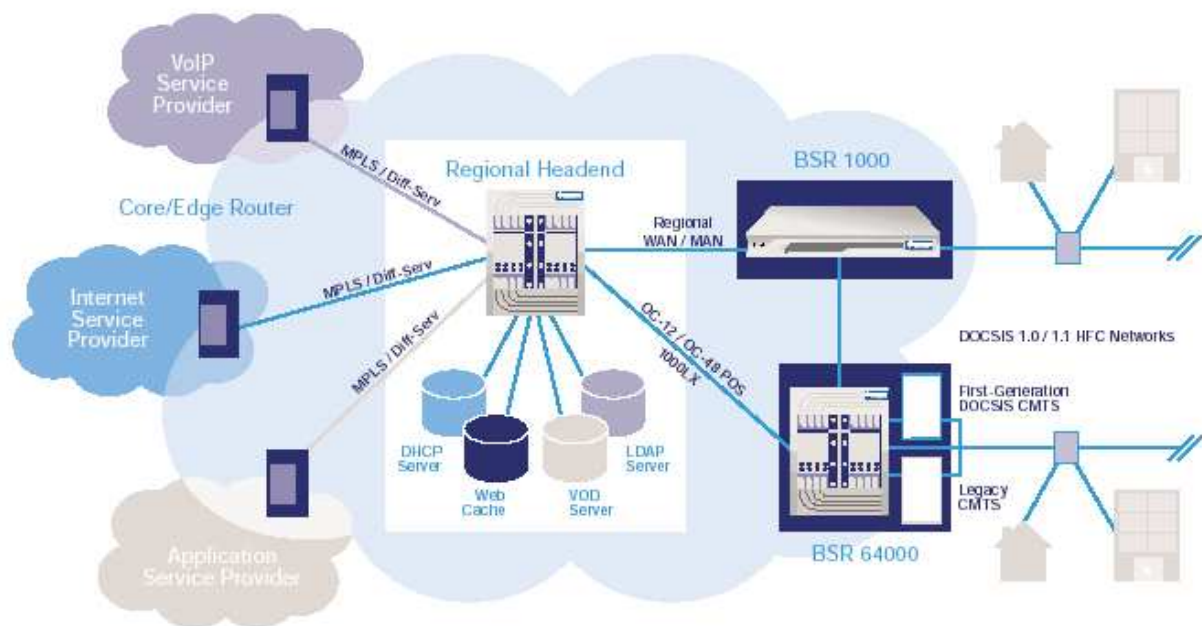 VoIP
Service
Provider
Core/Edge Router
Internet
Service
Provider
Application
Service Provider
MPLS / Diff-Serv
MPLS / Diff-Serv
MPLS / Diff-Serv
Regional Headend
DHCP
Server
Web
Cache
VOD
Server
LDAP
Server
Regional
WAN / MAN
OC-12 / OC-48 POS
1000LX
BSR 1000
DOCSIS 1.0 / 1.1 HFC Networks
First-Generation
DOCSIS CMTS
Legacy
CMTS
BSR 64000